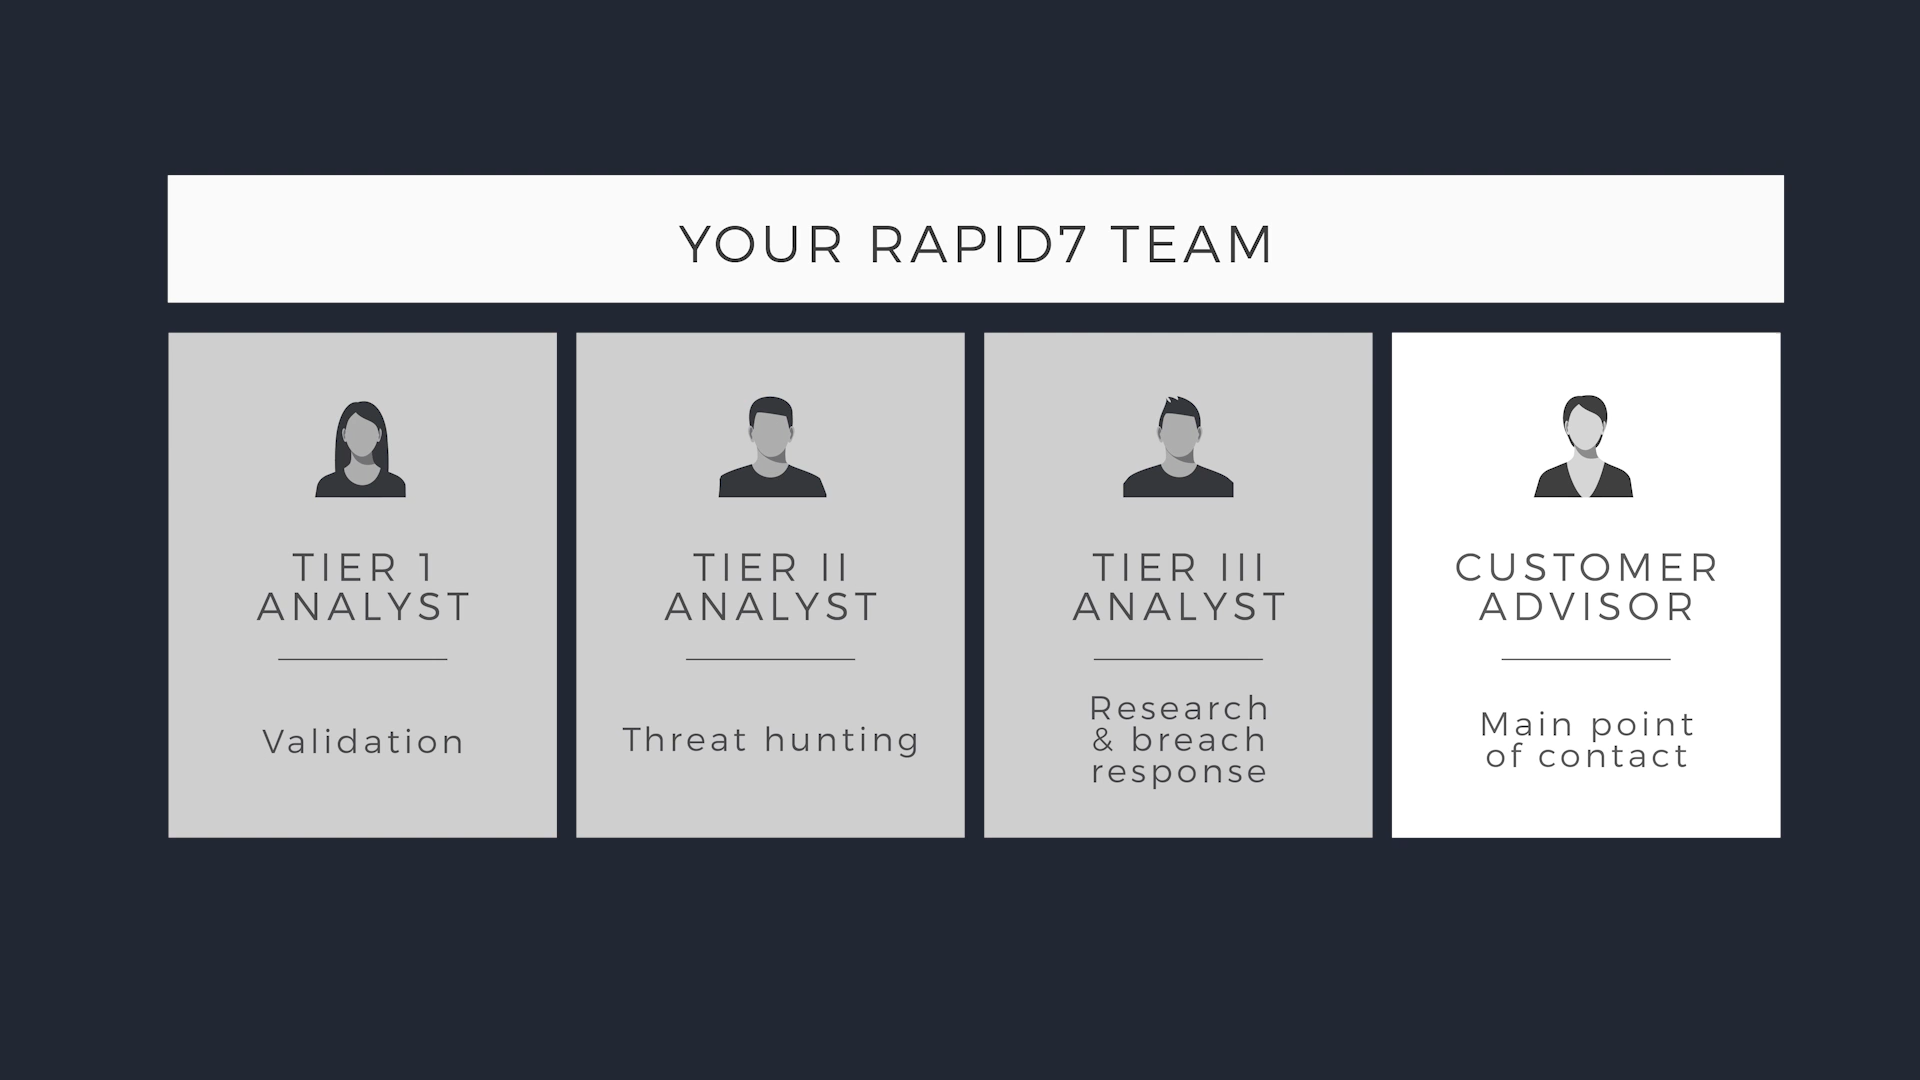 YOUR RAPID7 TEAM
TIER 1
ANALYST
Validation
TIER II
ANALYST
Threat hunting
TIER III
ANALYST
Research
& breach
response
CUSTOMER
ADVISOR
Main point
of contact